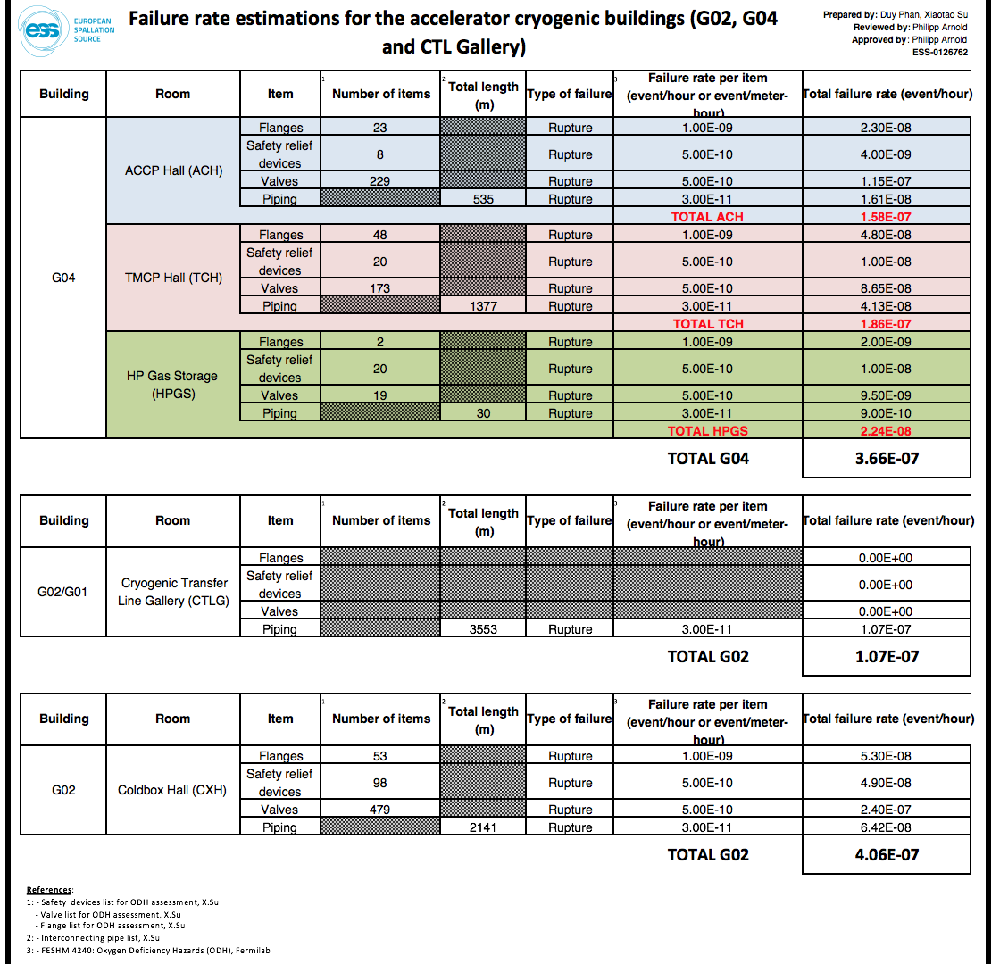 ess
EUROPEAN
SPALLATION
SOURCE
Failure rate estimations for the accelerator cryogenic buildings (G02, G04
and CTL Gallery)
Prepared by: Duy Phan, Xiaotao Su
Reviewed by: Philipp Arnold
Approved by: Philipp Arnold
ESS-0126762
Building Room Item 1 Number of items 2 Total length (m) Type of failure 3 Failure rate per item (event/hour or event/meter-hour) Total failure rate (event/hour)
G04
ACCP Hall (ACH)
Flanges 23 Rupture 1.00E-09 2.30E-08
Safety relief devices 8 Rupture 5.00E-10 4.00E-09
Valves 229 Rupture 5.00E-10 1.15E-07
Piping 535 Rupture 3.00E-11 1.61E-08
TOTAL ACH 1.58E-07
TMCP Hall (TCH)
Flanges 48 Rupture 1.00E-09 4.80E-08
Safety relief devices 20 Rupture 5.00E-10 1.00E-08
Valves 173 Rupture 5.00E-10 8.65E-08
Piping 1377 Rupture 3.00E-11 4.13E-08
TOTAL TCH 1.86E-07
HP Gas Storage
(HPGS)
Flanges 2 Rupture 1.00E-09 2.00E-09
Safety relief devices 20 Rupture 5.00E-10 1.00E-08
Valves 19 Rupture 5.00E-10 9.50E-09
Piping 30 Rupture 3.00E-11 9.00E-10
TOTAL HPGS 2.24E-08
TOTAL G04 3.66E-07
Building Room Item 1 Number of items 2 Total length (m) Type of failure 3 Failure rate per item (event/hour or event/meter-hour) Total failure rate (event/hour)
G02/G01
Cryogenic Transfer
Line Gallery (CTLG)
Flanges 0.00E+00
Safety relief devices 0.00E+00
Valves 0.00E+00
Piping 3553 Rupture 3.00E-11 1.07E-07
TOTAL G02 1.07E-07
Building Room Item 1 Number of items 2 Total length (m) Type of failure 3 Failure rate per item (event/hour or event/meter-hour) Total failure rate (event/hour)
G02
Coldbox Hall (CXH)
Flanges 53 Rupture 1.00E-09 5.30E-08
Safety relief devices 98 Rupture 5.00E-10 4.90E-08
Valves 479 Rupture 5.00E-10 2.40E-07
Piping 2141 Rupture 3.00E-11 6.42E-08
TOTAL G02 4.06E-07
References:
1: - Safety devices list for ODH assessment, X.Su
- Valve list for ODH assessment, X.Su
- Flange list for ODH assessment, X.Su
2: - Interconnecting pipe list, X.Su
3: - FESHM 4240: Oxygen Deficiency Hazards (ODH), Fermilab